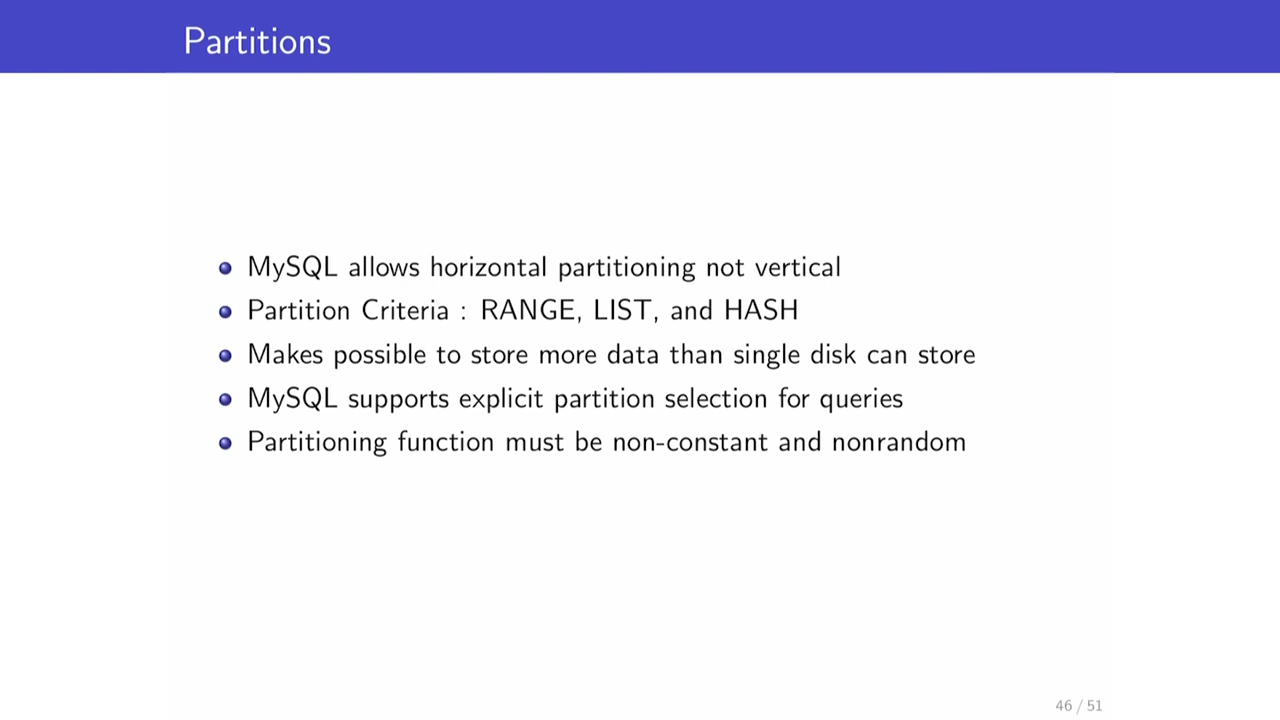 Partitions
MySQL allows horizontal partitioning not vertical
Partition Criteria : RANGE, LIST, and HASH
Makes possible to store more data than single disk can store
MySQL supports explicit partition selection for queries
Partitioning function must be non-constant and nonrandom
46 / 51